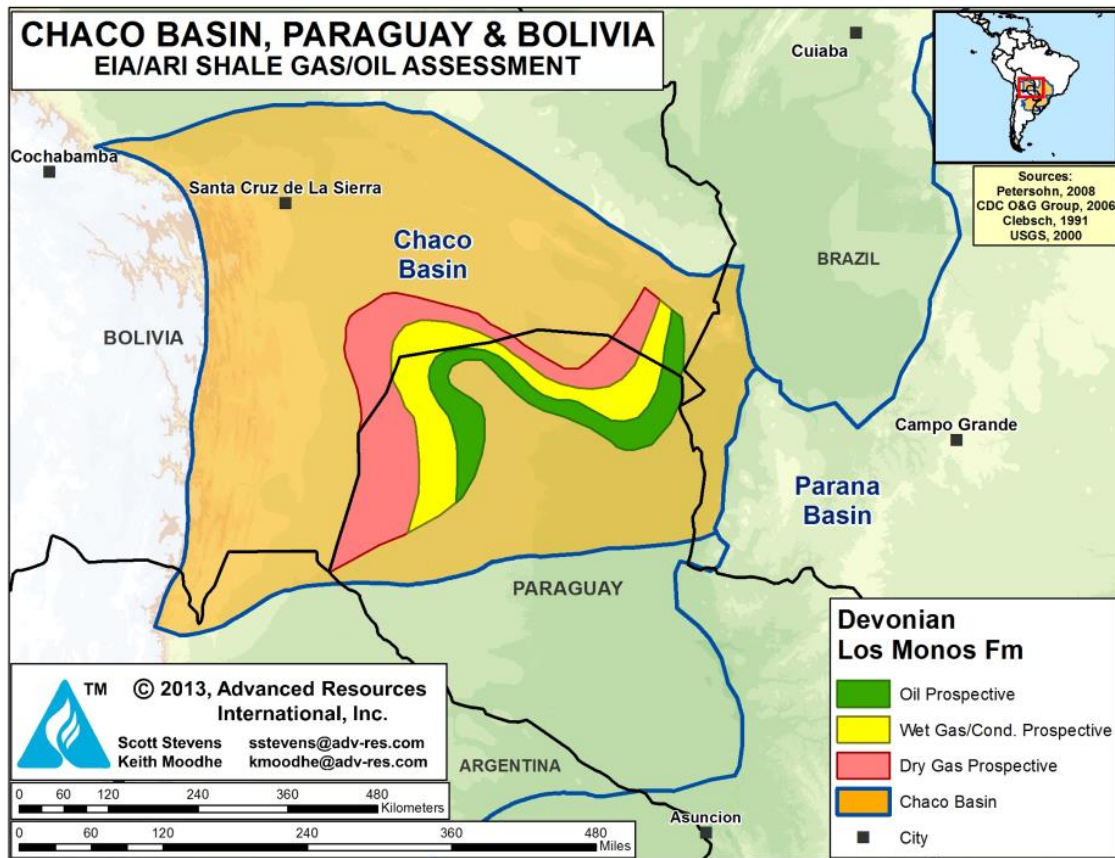 CHACO BASIN, PARAGUAY & BOLIVIA
EIA/ARI SHALE GAS/OIL ASSESSMENT
Cuiaba
Sources:
Petersohn, 2008
CDC O&G Group, 2006
Clebsch, 1991
USGS, 2000
Cochabamba
Santa Cruz de La Sierra
Chaco
Basin
BRAZIL
BOLIVIA
Campo Grande
Parana
Basin
PARAGUAY
Devonian
Los Monos Fm
Oil Prospective
Wet Gas/Cond. Prospective
Dry Gas Prospective
Chaco Basin
City
TM
© 2013, Advanced Resources
International, Inc.
Scott Stevens sstevens@adv-res.com
Keith Moodhe kmoodhe@adv-res.com
ARGENTINA
Asuncion
0 60 120 240 360 480
Kilometers
0 60 120 240 360 480
Miles